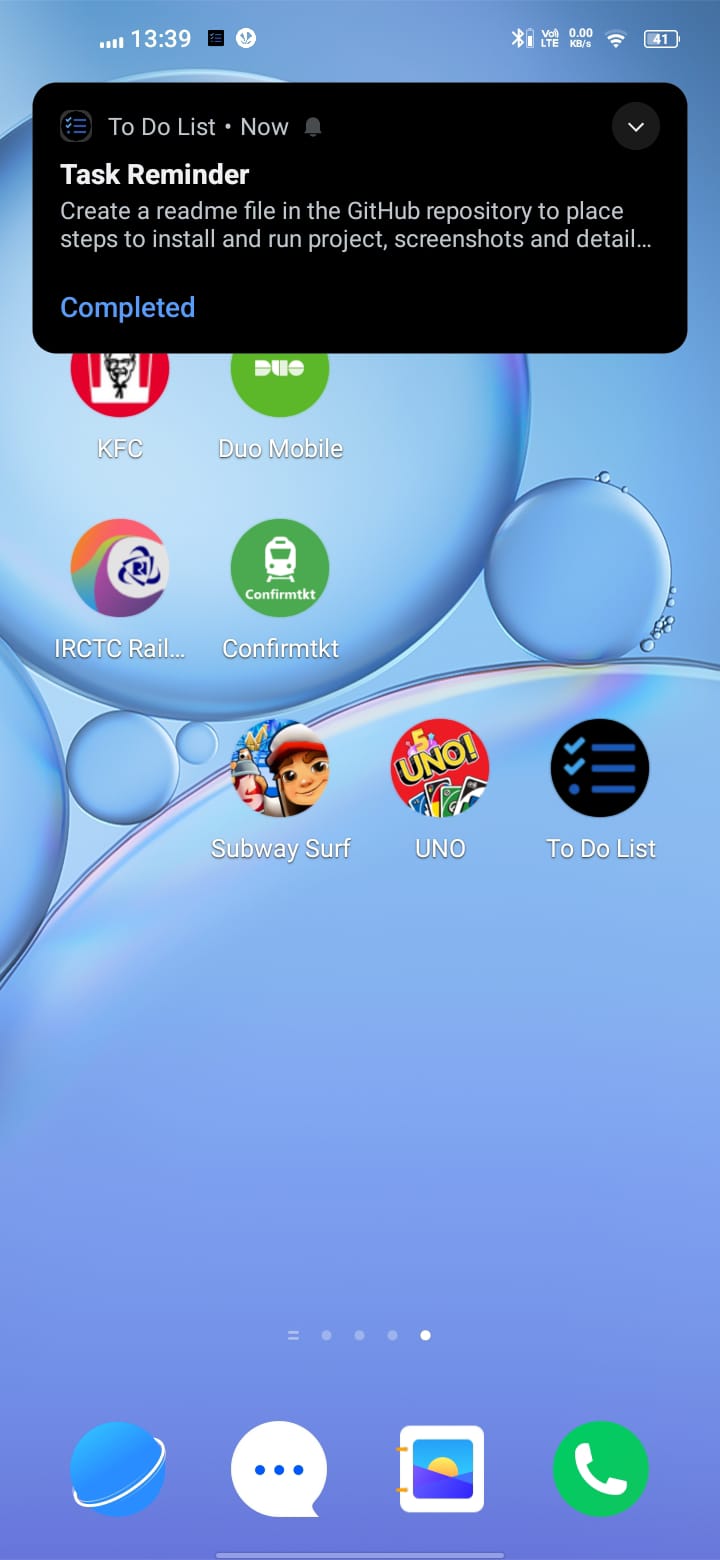 13:39
Vo)) LTE
0.00 KB/s
41
To Do List • Now
Task Reminder
Create a readme file in the GitHub repository to place
steps to install and run project, screenshots and detail...
Completed
DUO
KFC
Duo Mobile
Confirmtkt
IRCTC Rail...
Confirmtkt
5
UNO!
Subway Surf
UNO
To Do List